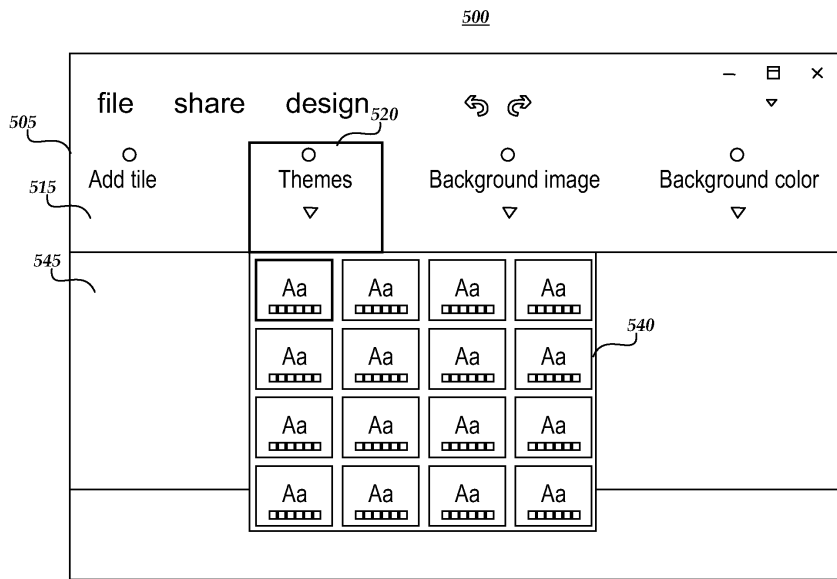 500
file share design
520
505
Add tile Themes Background image Background color
515
545
Aa Aa Aa Aa
540
Aa Aa Aa Aa
Aa Aa Aa Aa
Aa Aa Aa Aa